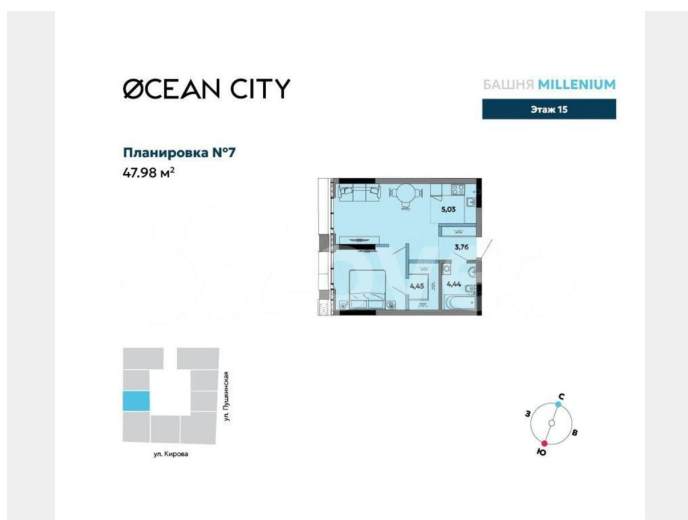 ØCEAN CITY
БАШНЯ MILLENIUM
Этаж 15
Планировка №7
47.98 м²
5,03
3,76
4,45
4,44
ул. Пушкинская
ул. Кирова
С
З
В
Ю